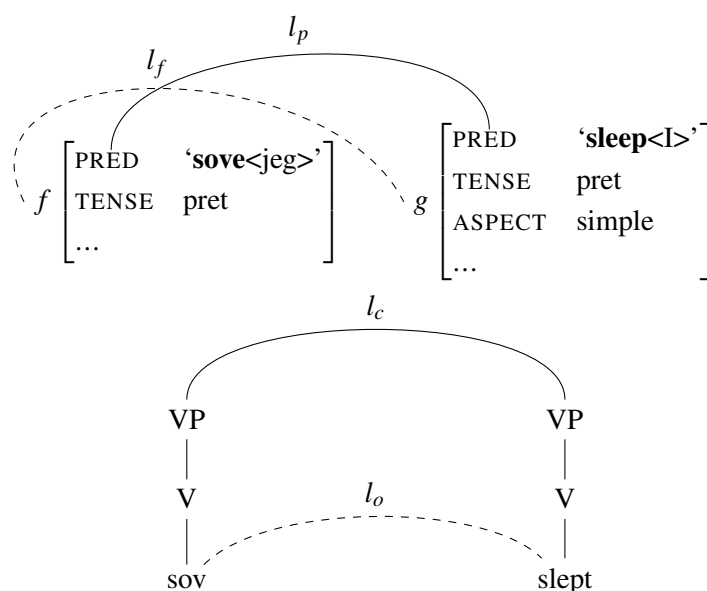 l_p
l_f
f [PRED ‘sove<jeg>’
TENSE pret
...]
g [PRED ‘sleep<I>’
TENSE pret
ASPECT simple
...]
l_c
VP VP
V V
l_o
sov slept